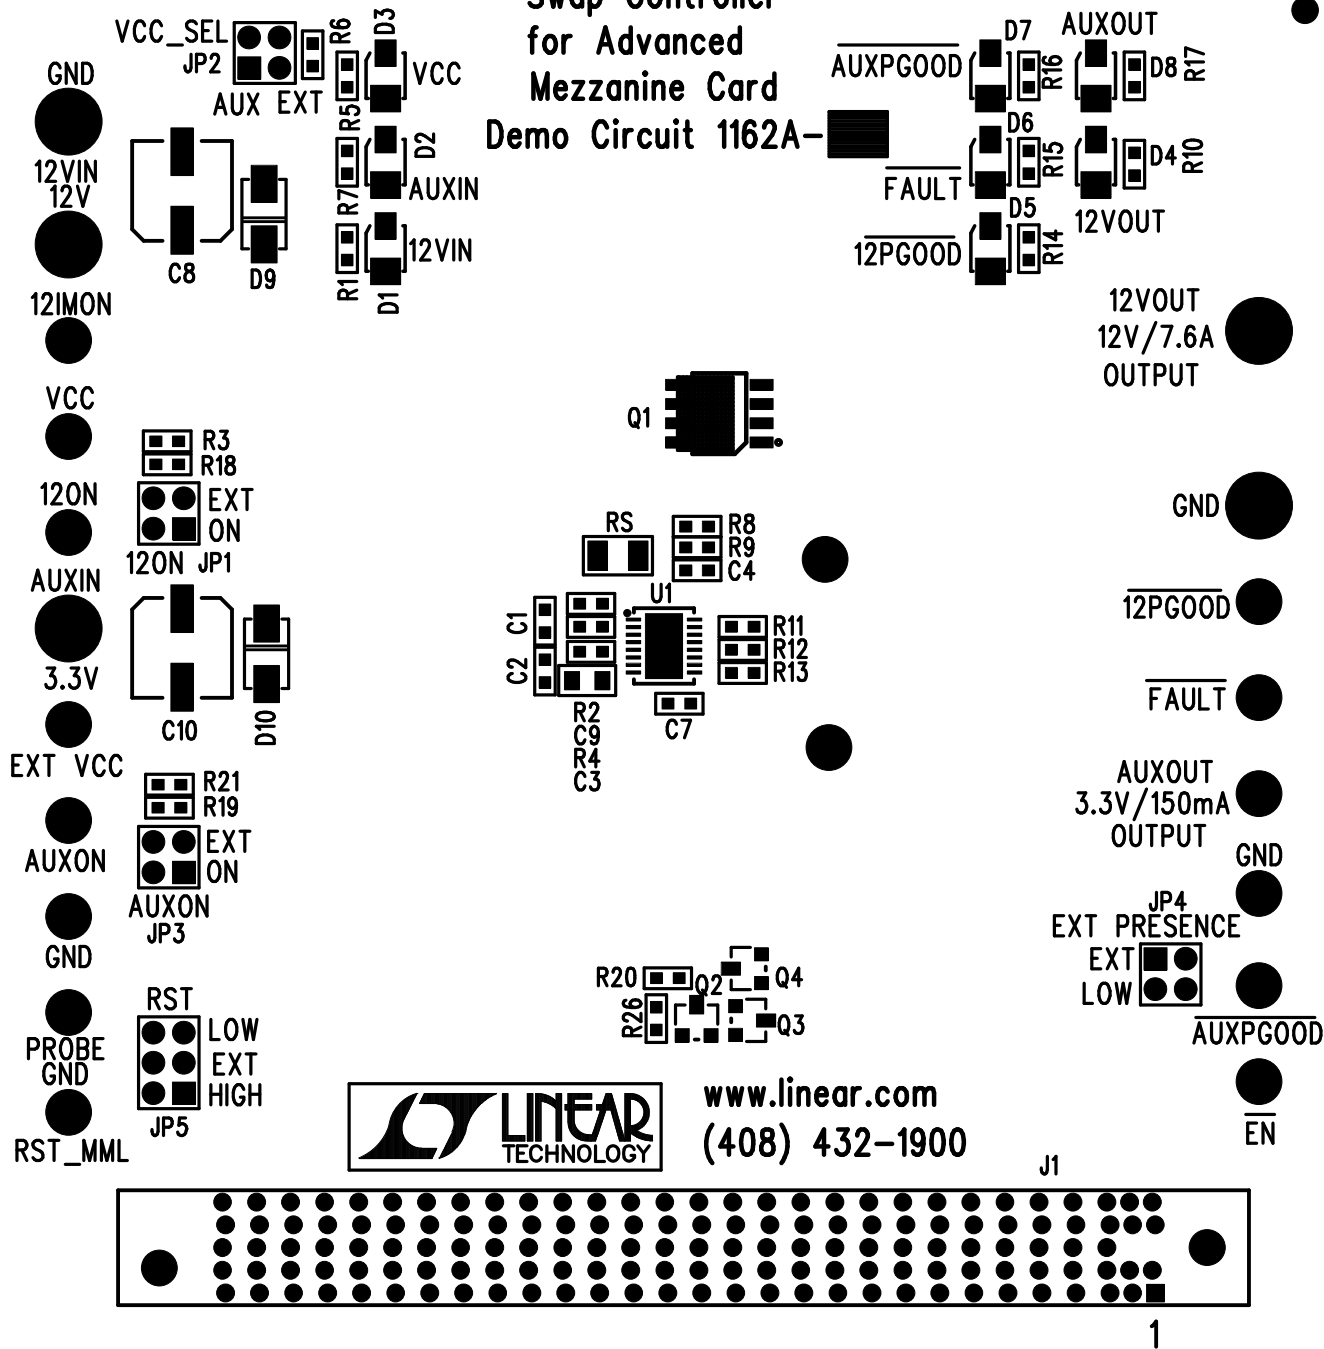 Swap Controller
for Advanced
Mezzanine Card
Demo Circuit 1162A-
VCC_SEL
JP2
AUX EXT
R6
D3
VCC
R5
D2
AUXIN
R7
12VIN
R1
D1
GND
12VIN
12V
C8
D9
12IMON
VCC
R3
R18
12ON
EXT
ON
12ON JP1
AUXIN
3.3V
C10
D10
EXT VCC
R21
R19
EXT
ON
AUXON
AUXON
JP3
GND
RST
LOW
EXT
HIGH
JP5
PROBE
GND
RST_MML
D7
AUXPGOOD
R16
AUXOUT
D8
R17
D6
FAULT
R15
D4
R10
12VOUT
D5
12PGOOD
R14
12VOUT
12V/7.6A
OUTPUT
Q1
GND
RS
R8
R9
C4
U1
C1
C2
R11
R12
R13
R2
C9
R4
C3
C7
12PGOOD
FAULT
AUXOUT
3.3V/150mA
OUTPUT
GND
JP4
EXT PRESENCE
EXT
LOW
AUXPGOOD
EN
R20
Q2
Q4
R26
Q3
LINEAR
TECHNOLOGY
www.linear.com
(408) 432-1900
J1
1